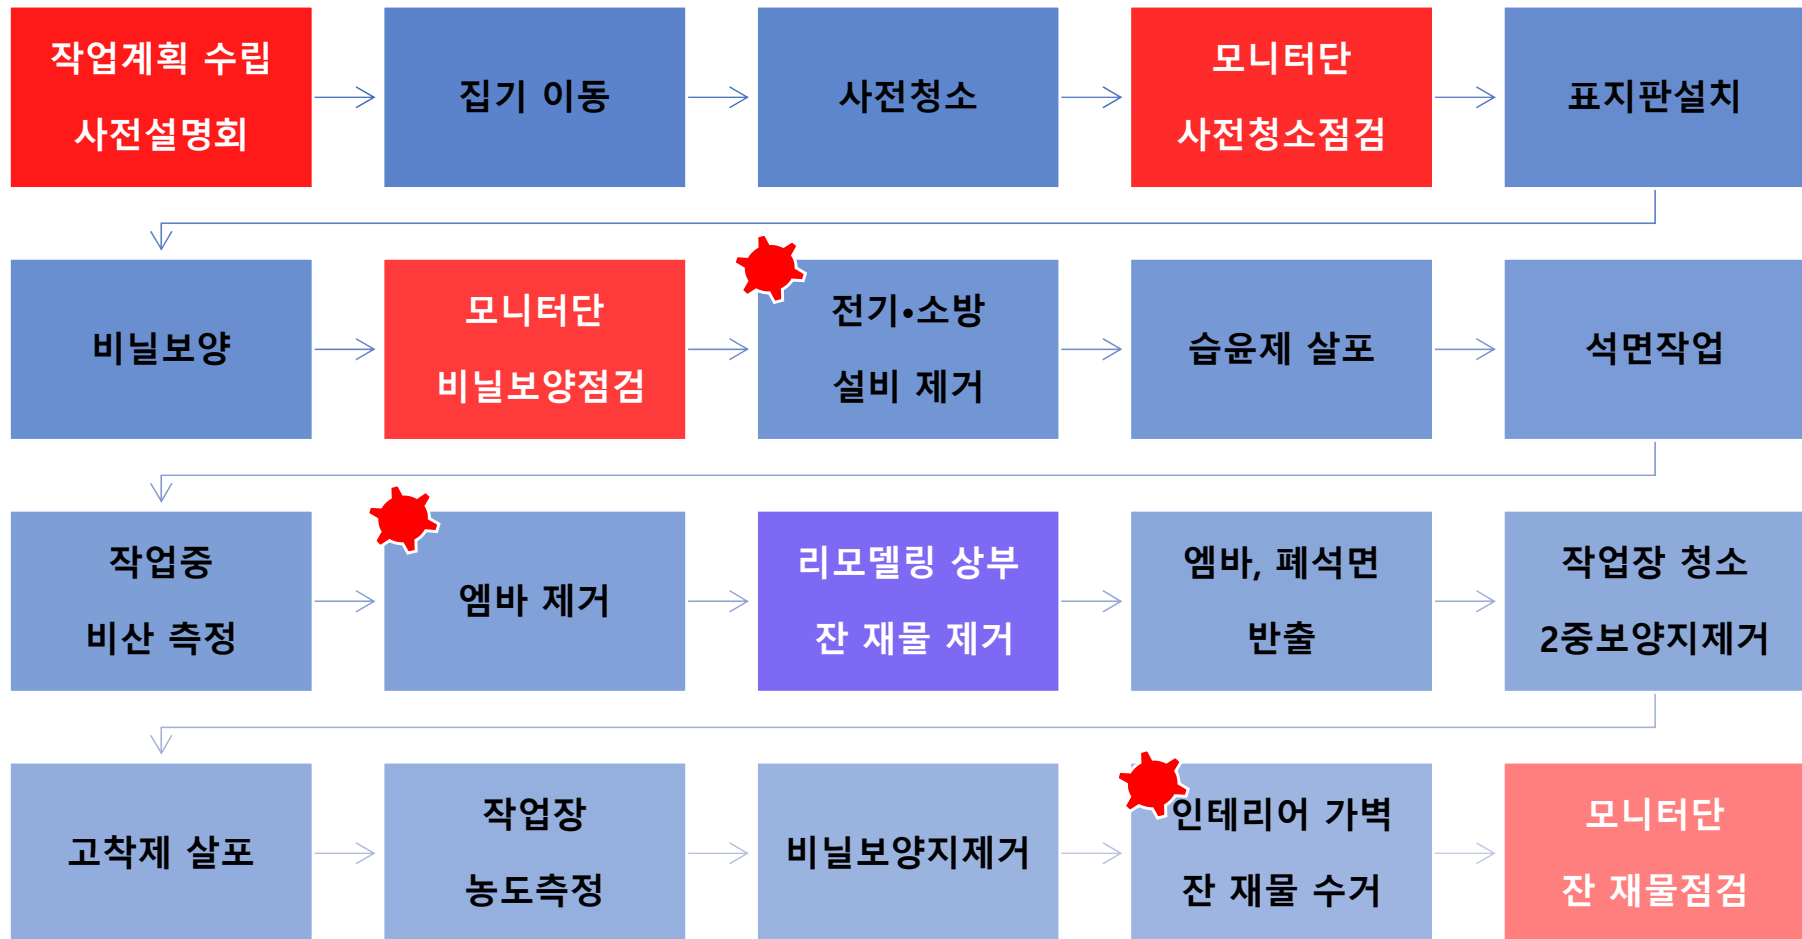 작업계획 수립
사전설명회
집기 이동
사전청소
모니터단
사전청소점검
표지판설치
비닐보양
모니터단
비닐보양점검
전기•소방
설비 제거
습윤제 살포
석면작업
작업중
비산 측정
엠바 제거
리모델링 상부
잔 재물 제거
엠바, 폐석면
반출
작업장 청소
2중보양지제거
고착제 살포
작업장
농도측정
비닐보양지제거
인테리어 가벽
잔 재물 수거
모니터단
잔 재물점검